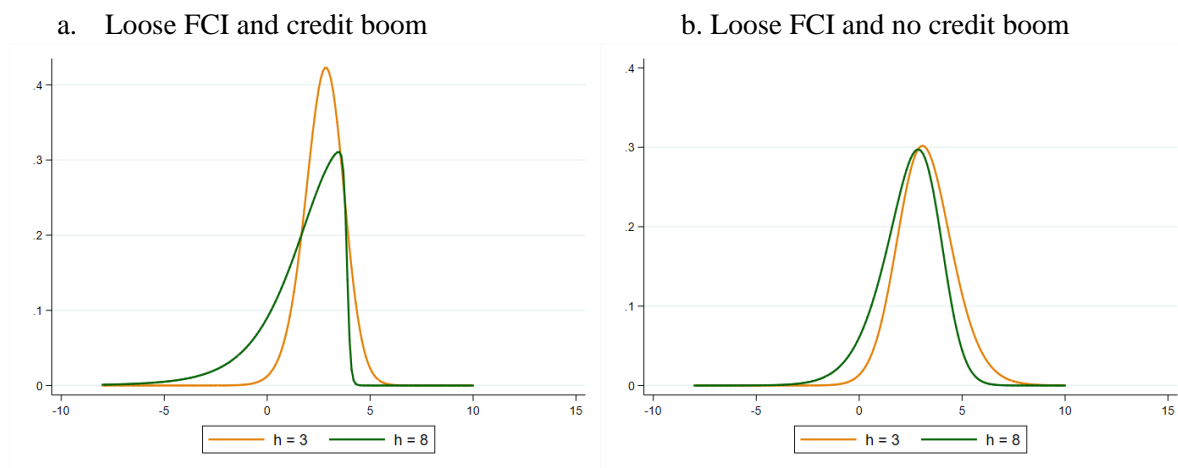 a. Loose FCI and credit boom
b. Loose FCI and no credit boom
.4
.3
.2
.1
0
-10 -5 0 5 10 15
h = 3 h = 8
.4
.3
.2
.1
0
-10 -5 0 5 10 15
h = 3 h = 8